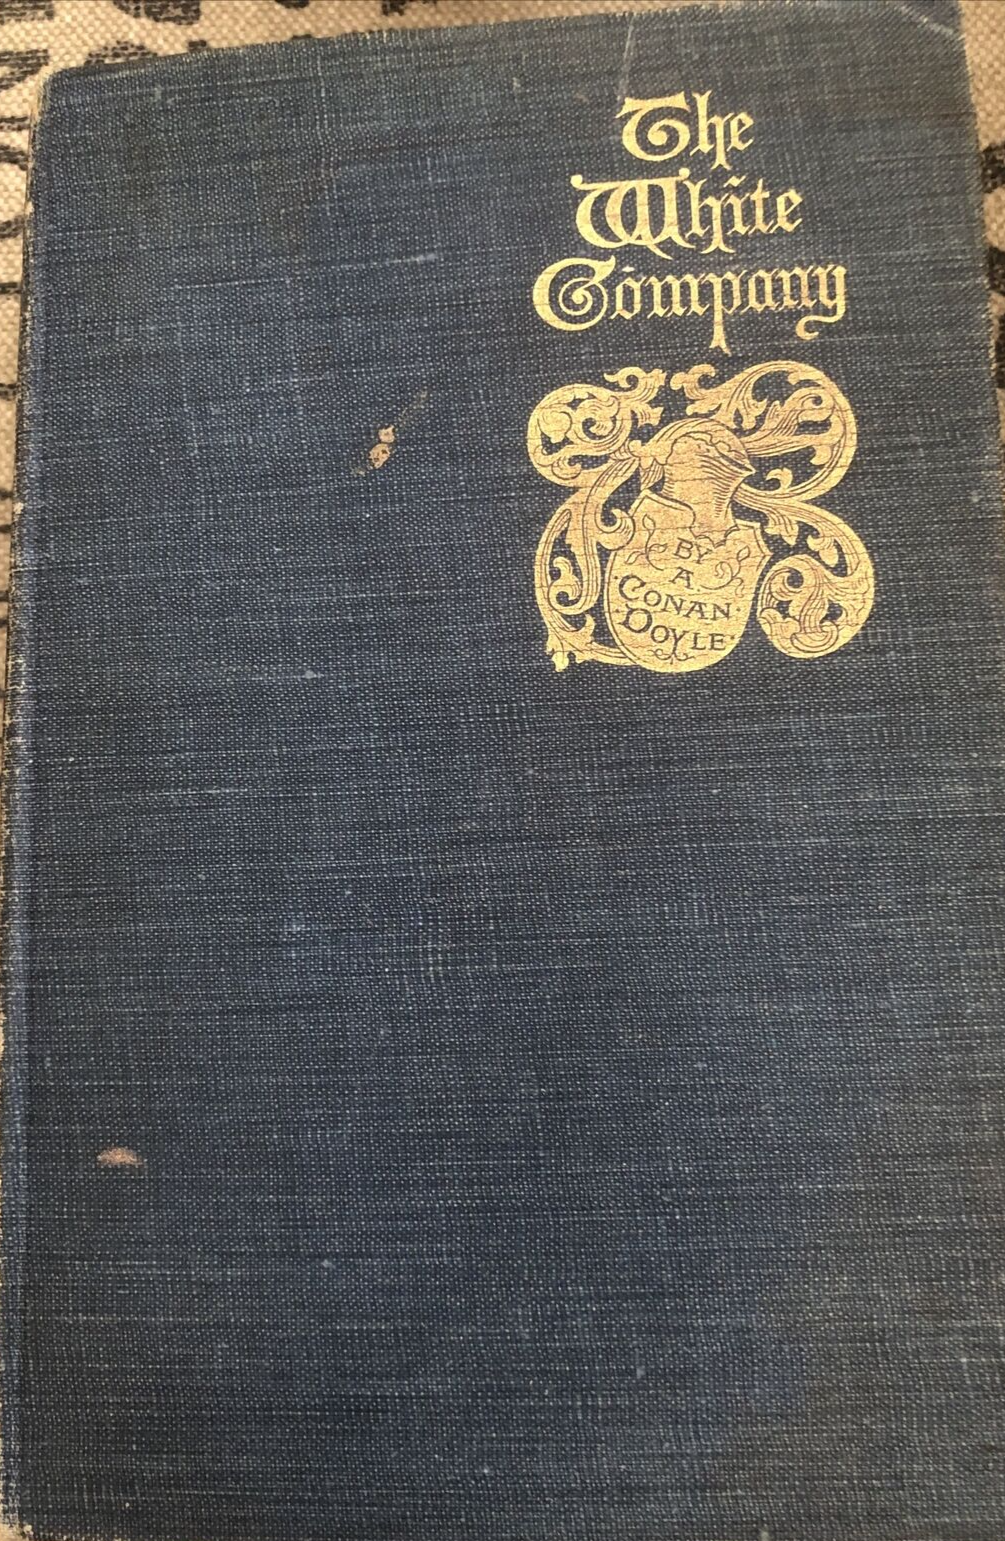 The
White
Company
BY
A
CONAN
DOYLE